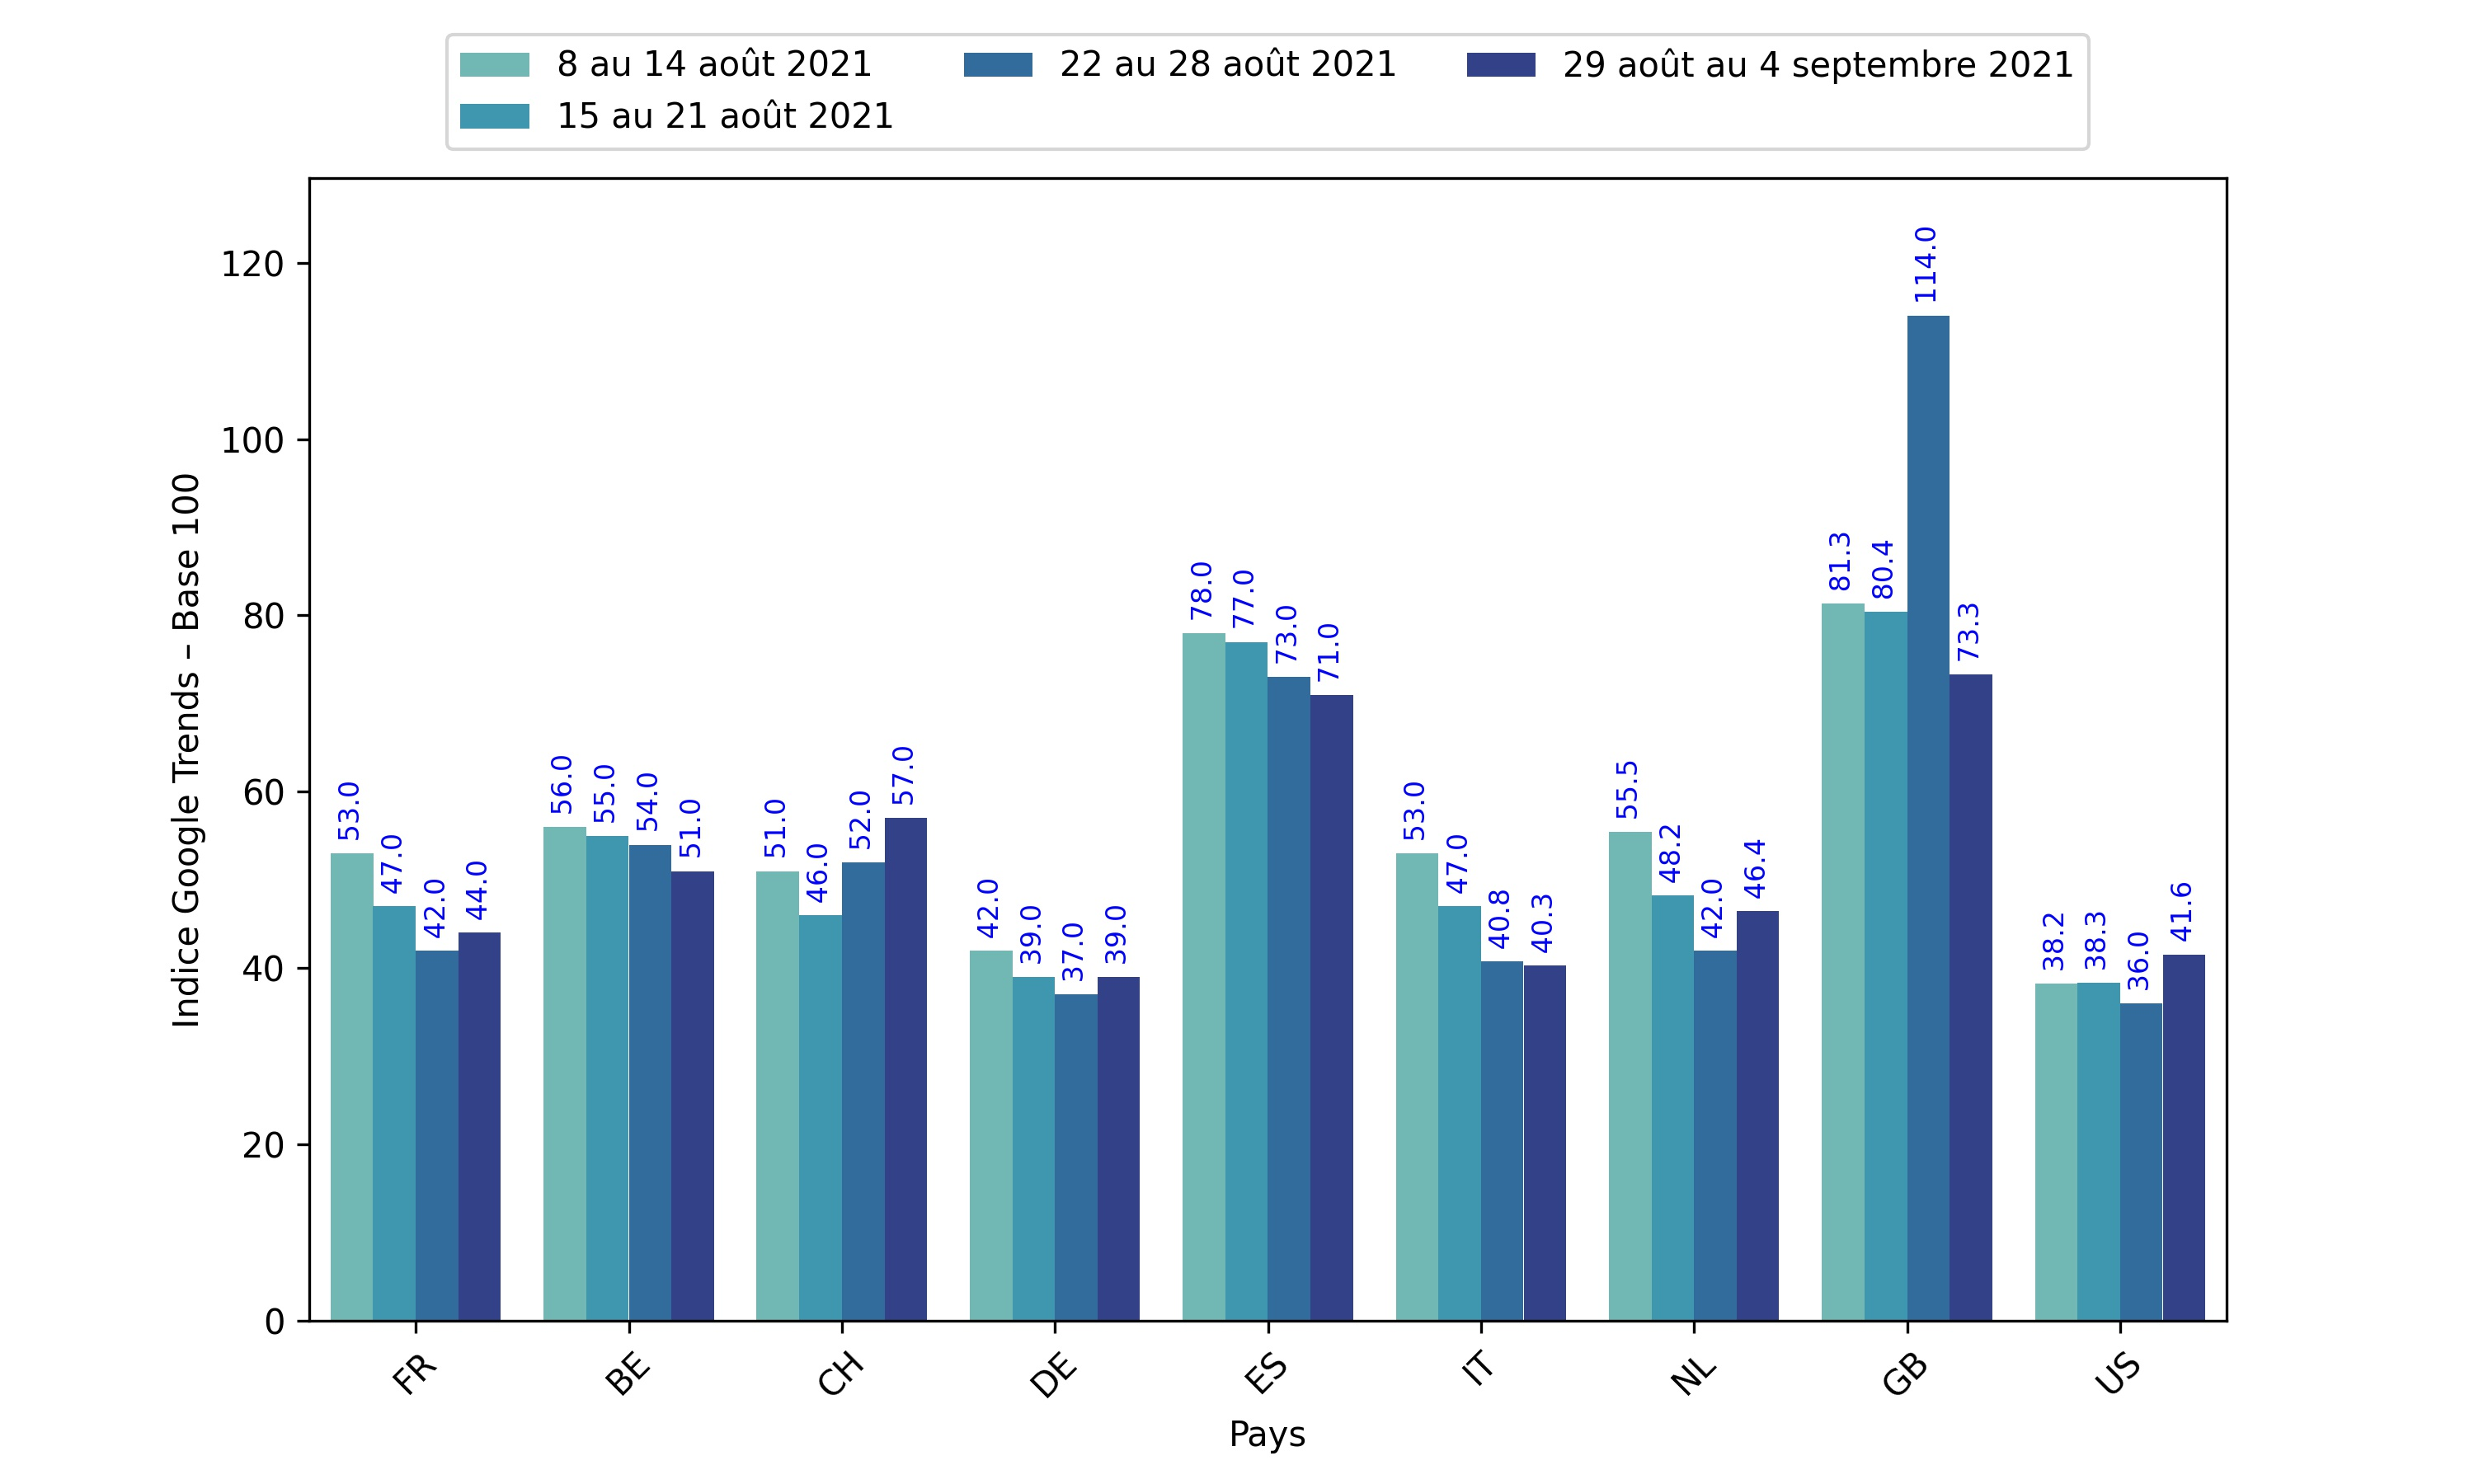 8 au 14 août 2021
15 au 21 août 2021
22 au 28 août 2021
29 août au 4 septembre 2021
Indice Google Trends – Base 100
120
100
80
60
40
20
0
53.0
47.0
42.0
44.0
56.0
55.0
54.0
51.0
51.0
46.0
52.0
57.0
42.0
39.0
37.0
39.0
78.0
77.0
73.0
71.0
53.0
47.0
40.8
40.3
55.5
48.2
42.0
46.4
81.3
80.4
114.0
73.3
38.2
38.3
36.0
41.6
FR
BE
CH
DE
ES
IT
NL
GB
US
Pays